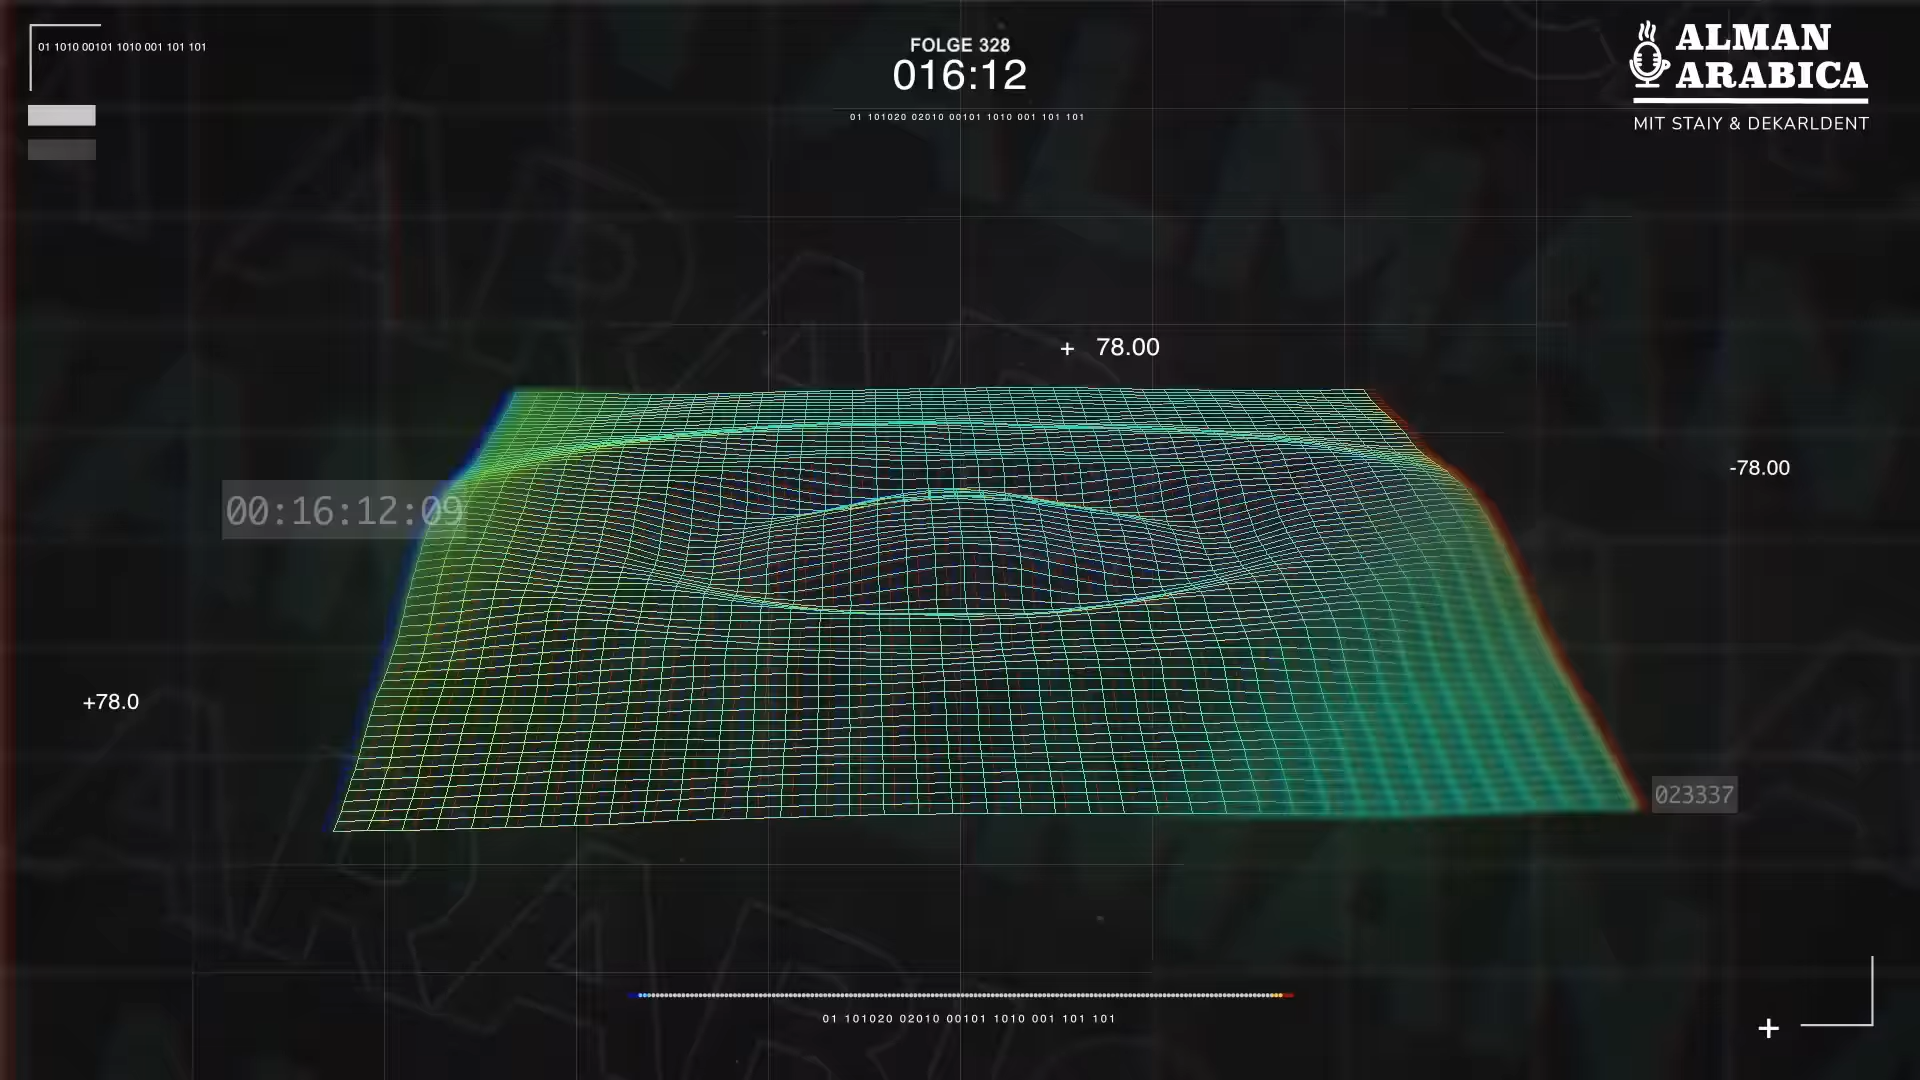 01 1010 00101 1010 001 101 101
FOLGE 328
016:12
01 101020 02010 00101 1010 001 101 101
ALMAN
ARABICA
MIT STAIY & DEKARLDENT
+ 78.00
-78.00
00:16:12:09
+78.0
023337
01 101020 02010 00101 1010 001 101 101
+